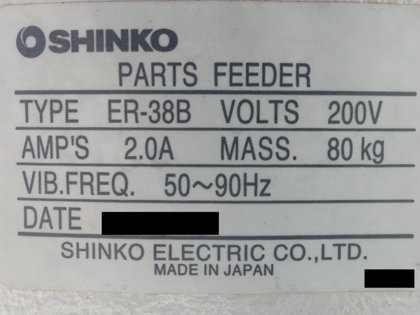 SHINKO
PARTS FEEDER
TYPE ER-38B VOLTS 200V
AMP'S 2.0A MASS. 80 kg
VIB.FREQ. 50~90Hz
DATE
SHINKO ELECTRIC CO.,LTD.
MADE IN JAPAN